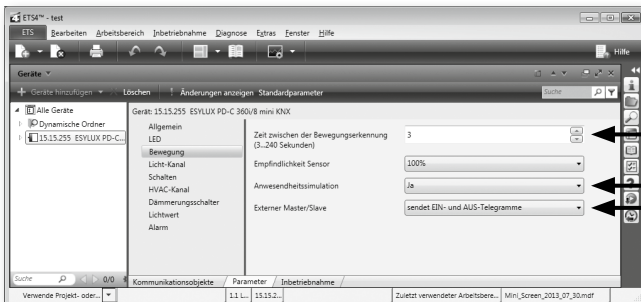 ETS4™ - test
ETS Bearbeiten Arbeitsbereich Inbetriebnahme Diagnose Extras Fenster Hilfe
Hilfe
Geräte
Geräte hinzufügen Löschen Änderungen anzeigen Standardparameter Suche
Alle Geräte
Dynamische Ordner
15.15.255 ESYLUX PD-C...
Gerät: 15.15.255 ESYLUX PD-C 360i/8 mini KNX
Allgemein
LED
Bewegung
Licht-Kanal
Schalten
HVAC-Kanal
Dämmerungsschalter
Lichtwert
Alarm
Zeit zwischen der Bewegungserkennung (3...240 Sekunden) 3
Empfindlichkeit Sensor 100%
Anwesendheitssimulation Ja
Externer Master/Slave sendet EIN- und AUS-Telegramme
Suche 0/0
Kommunikationsobjekte Parameter Inbetriebnahme
Verwende Projekt- oder... 1.1 L... 15.15.2... Zuletzt verwendeter Arbeitsbere... Mini_Screen_2013_07_30.mdf